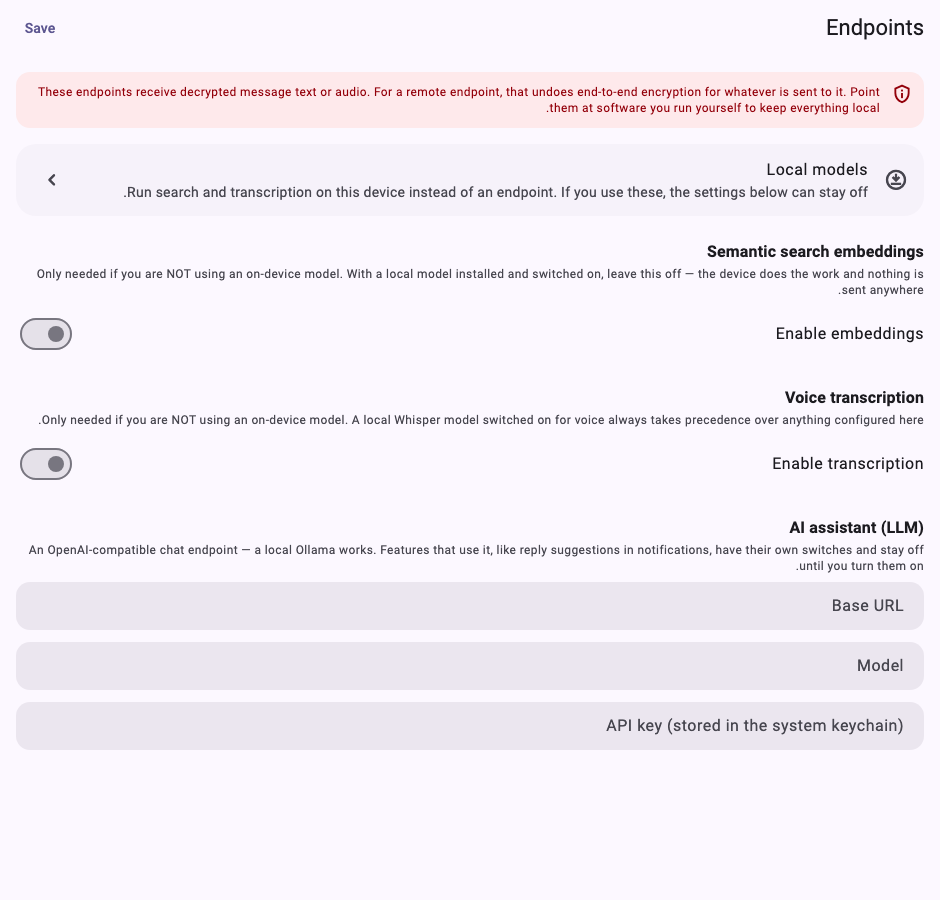 Endpoints
Save
These endpoints receive decrypted message text or audio. For a remote endpoint, that undoes end-to-end encryption for whatever is sent to it. Point
them at software you run yourself to keep everything local.
Local models
Run search and transcription on this device instead of an endpoint. If you use these, the settings below can stay off.
Semantic search embeddings
Only needed if you are NOT using an on-device model. With a local model installed and switched on, leave this off — the device does the work and nothing is
sent anywhere.
Enable embeddings
Voice transcription
Only needed if you are NOT using an on-device model. A local Whisper model switched on for voice always takes precedence over anything configured here.
Enable transcription
AI assistant (LLM)
An OpenAI-compatible chat endpoint — a local Ollama works. Features that use it, like reply suggestions in notifications, have their own switches and stay off
until you turn them on.
Base URL
Model
API key (stored in the system keychain)